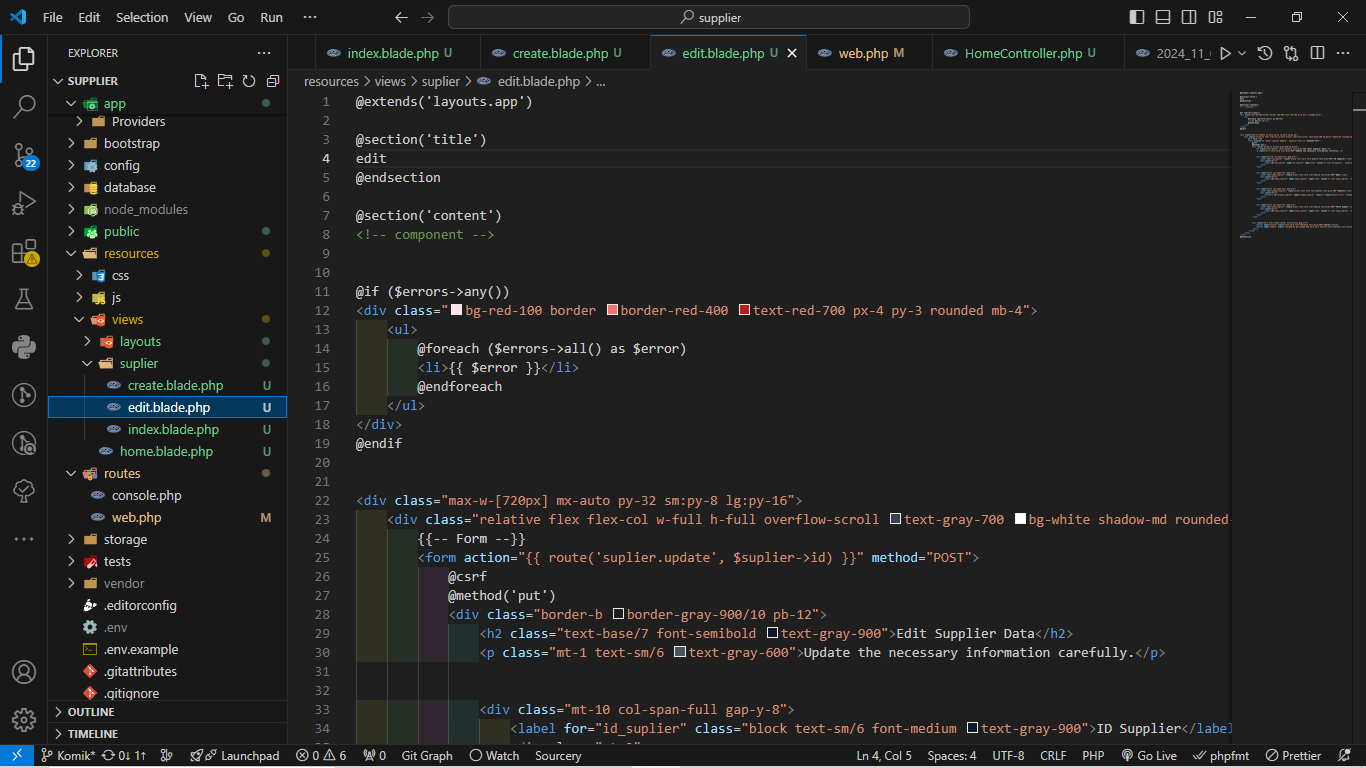 File Edit Selection View Go Run ··· supplier
EXPLORER ···
SUPPLIER
app
Providers
bootstrap
config
database
node_modules
public
resources
css
js
views
layouts
suplier
create.blade.php U
edit.blade.php U
index.blade.php U
home.blade.php U
routes
console.php
web.php M
storage
tests
vendor
.editorconfig
.env
.env.example
.gitattributes
.gitignore
OUTLINE
TIMELINE
22
index.blade.php U create.blade.php U edit.blade.php U web.php M HomeController.php U 2024_11_
resources > views > suplier > edit.blade.php > ...
1 @extends('layouts.app')
2
3 @section('title')
4 edit
5 @endsection
6
7 @section('content')
8 <!-- component -->
9
10
11 @if ($errors->any())
12 <div class="bg-red-100 border border-red-400 text-red-700 px-4 py-3 rounded mb-4">
13 <ul>
14 @foreach ($errors->all() as $error)
15 <li>{{ $error }}</li>
16 @endforeach
17 </ul>
18 </div>
19 @endif
20
21
22 <div class="max-w-[720px] mx-auto py-32 sm:py-8 lg:py-16">
23 <div class="relative flex flex-col w-full h-full overflow-scroll text-gray-700 bg-white shadow-md rounded-
24 {{-- Form --}}
25 <form action="{{ route('suplier.update', $suplier->id) }}" method="POST">
26 @csrf
27 @method('put')
28 <div class="border-b border-gray-900/10 pb-12">
29 <h2 class="text-base/7 font-semibold text-gray-900">Edit Supplier Data</h2>
30 <p class="mt-1 text-sm/6 text-gray-600">Update the necessary information carefully.</p>
31
32
33 <div class="mt-10 col-span-full gap-y-8">
34 <label for="id_suplier" class="block text-sm/6 font-medium text-gray-900">ID Supplier</label
Komik* 0↓ 1↑ Launchpad 0 6 0 Git Graph Watch Sourcery Ln 4, Col 5 Spaces: 4 UTF-8 CRLF PHP Go Live phpfmt Prettier